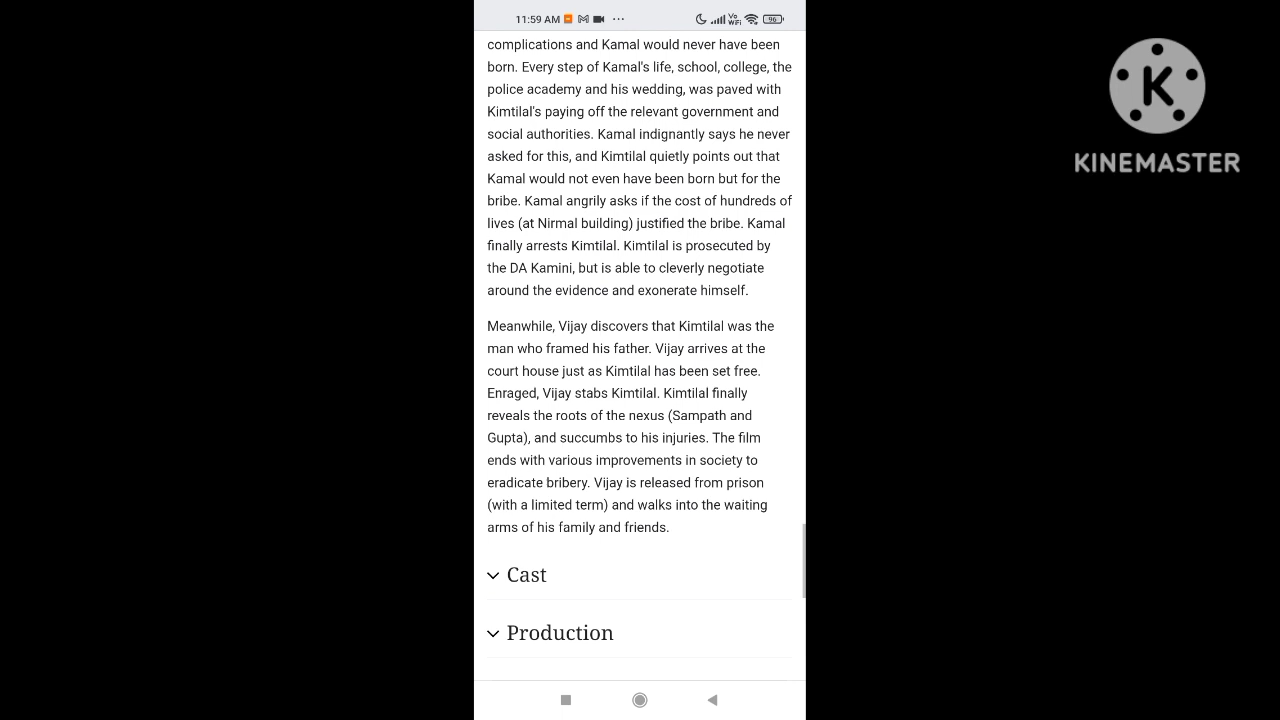 11:59 AM
Vo
WiFi
96
complications and Kamal would never have been
born. Every step of Kamal's life, school, college, the
police academy and his wedding, was paved with
Kimtilal's paying off the relevant government and
social authorities. Kamal indignantly says he never
asked for this, and Kimtilal quietly points out that
Kamal would not even have been born but for the
bribe. Kamal angrily asks if the cost of hundreds of
lives (at Nirmal building) justified the bribe. Kamal
finally arrests Kimtilal. Kimtilal is prosecuted by
the DA Kamini, but is able to cleverly negotiate
around the evidence and exonerate himself.
Meanwhile, Vijay discovers that Kimtilal was the
man who framed his father. Vijay arrives at the
court house just as Kimtilal has been set free.
Enraged, Vijay stabs Kimtilal. Kimtilal finally
reveals the roots of the nexus (Sampath and
Gupta), and succumbs to his injuries. The film
ends with various improvements in society to
eradicate bribery. Vijay is released from prison
(with a limited term) and walks into the waiting
arms of his family and friends.
Cast
Production
K
KINEMASTER